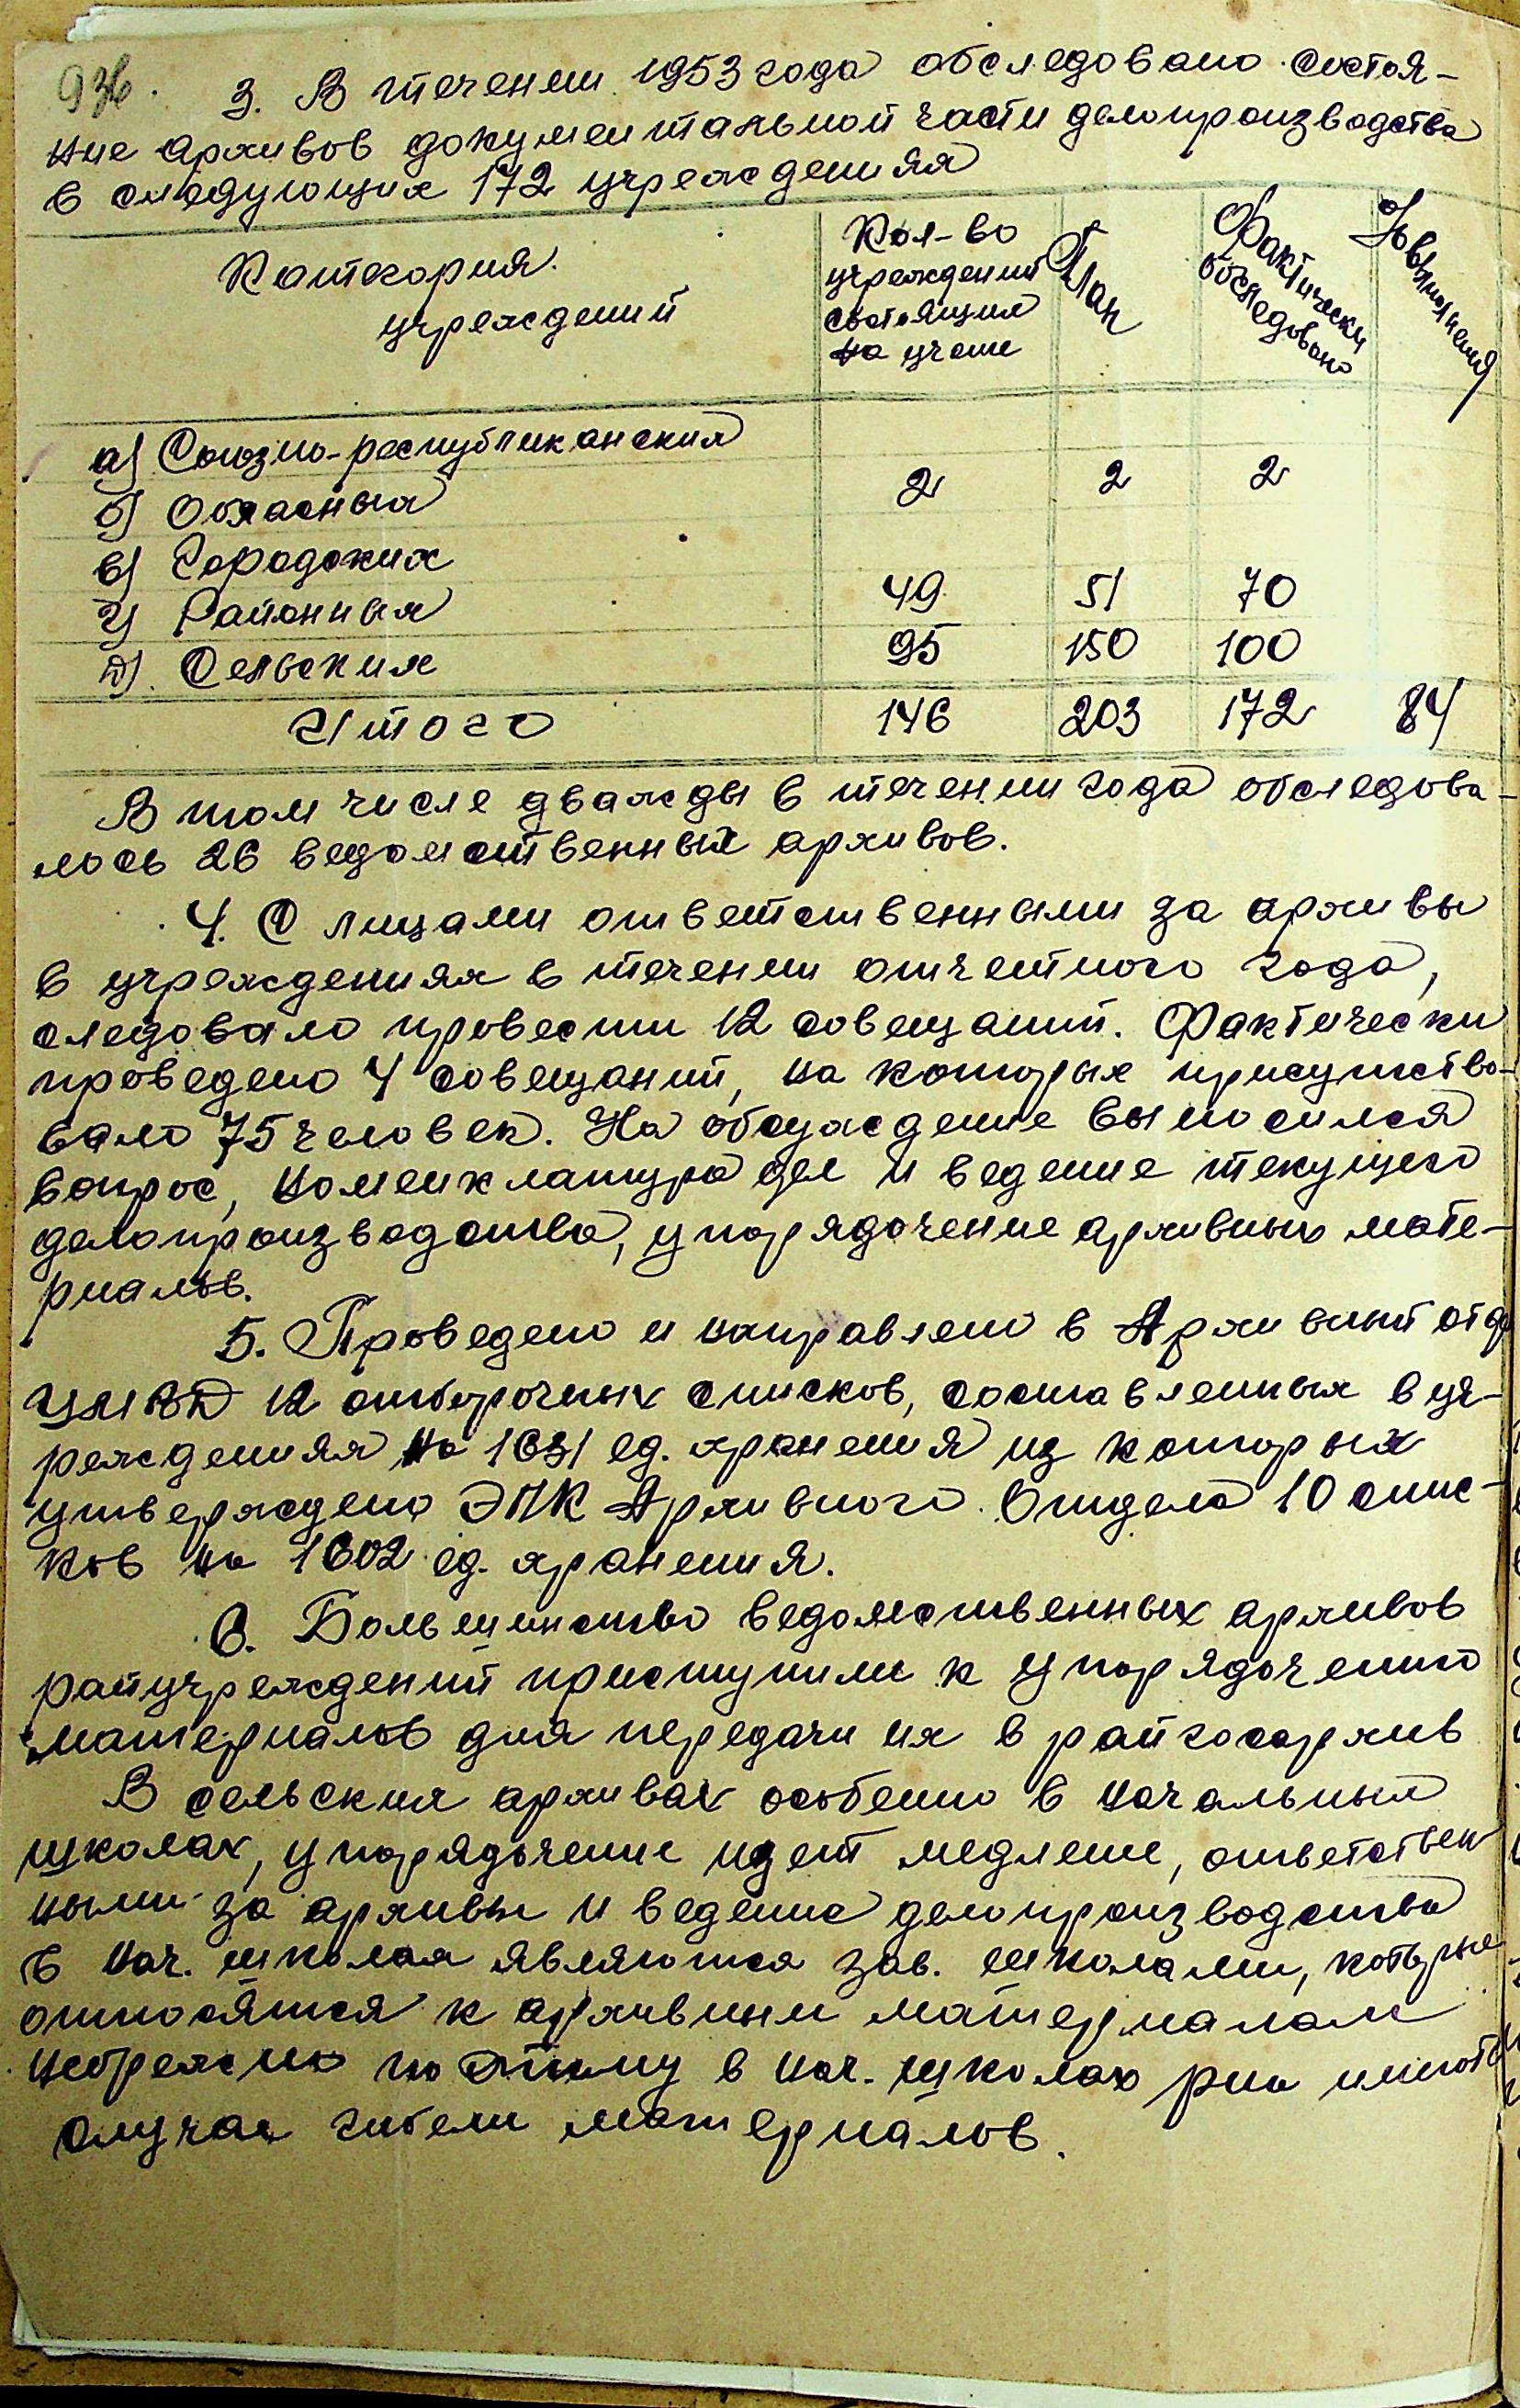 3. В течении 1953 года обследовано состоя-
ние архивов документальной части делопроизводства
в следующих 172 учреждениях
Категория учреждений | Кол-во учреждений состоящих на учете | План | Фактически обследовано | % выполнения
а) Союзно-республиканских
б) Областных 2 2 2
в) Городских
г) Районных 49 51 70
д) Сельских 95 150 100
Итого 146 203 172 84
В том числе дважды в течении года обследова-
лось 26 ведомственных архивов.
4. С лицами ответственными за архивы
в учреждениях в течении отчетного года,
следовало провести 12 совещаний. Фактически
проведено 4 совещаний, на которых присутство-
вало 75 человек. На обсуждение выносился
вопрос, номенклатура дел и ведение текущего
делопроизводства, упорядочение архивных мате-
риалов.
5. Проведено и направлено в Архивный отд
УМВД 12 отборочных списков, составленных в уч-
реждениях на 1631 ед. хранения из которых
утверждено ЭПК Архивного Отдела 10 спис-
ков на 1602 ед. хранения.
6. Большинство ведомственных архивов
райучреждений приступили к упорядочению
материалов для передачи их в райгосархив
В сельских архивах особенно в начальных
школах, упорядочение идет медлене, ответствен
ными за архивы и ведение делопроизводства
в нач. школах являются зав. школами, которые
относятся к архивным материалам
небрежно по этому в нач. школах р-на имеются
случаи гибели материалов.